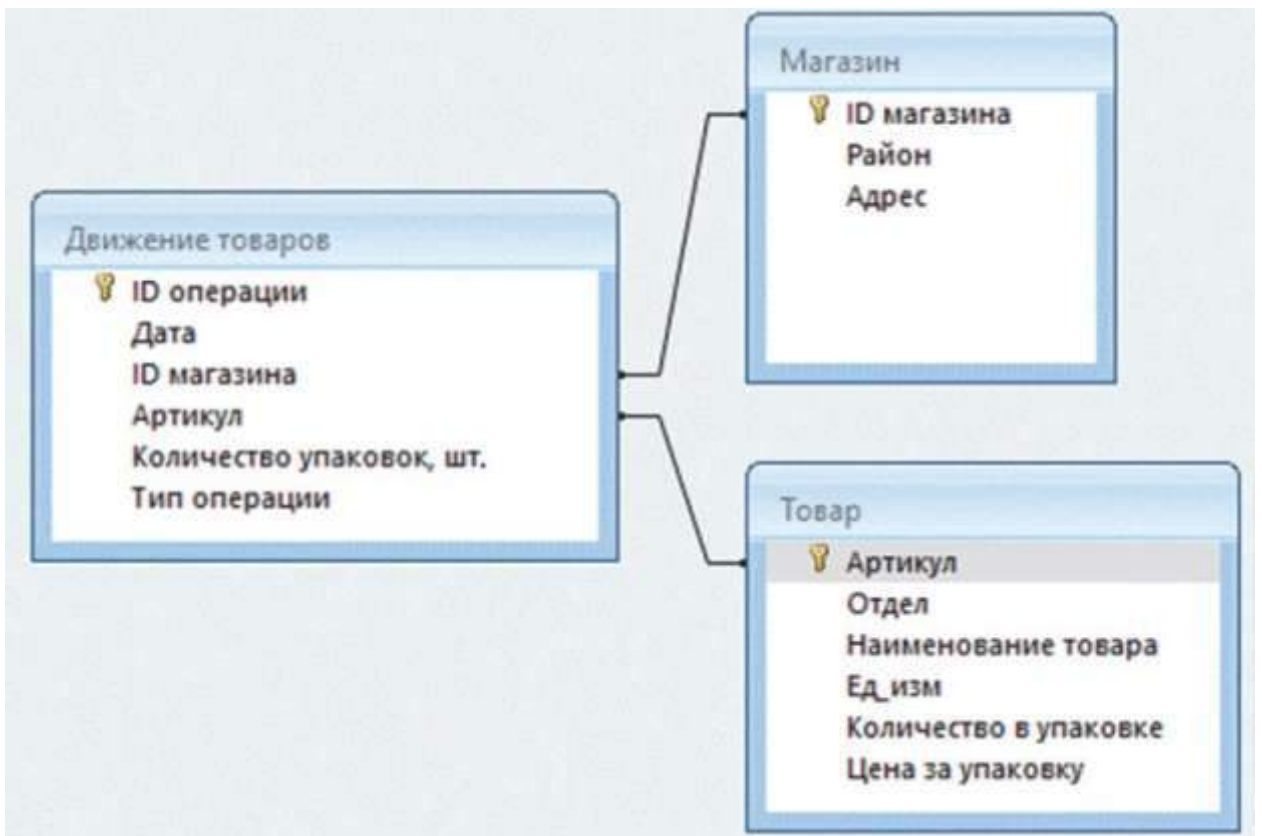 Магазин
ID магазина
Район
Адрес
Движение товаров
ID операции
Дата
ID магазина
Артикул
Количество упаковок, шт.
Тип операции
Товар
Артикул
Отдел
Наименование товара
Ед_изм
Количество в упаковке
Цена за упаковку